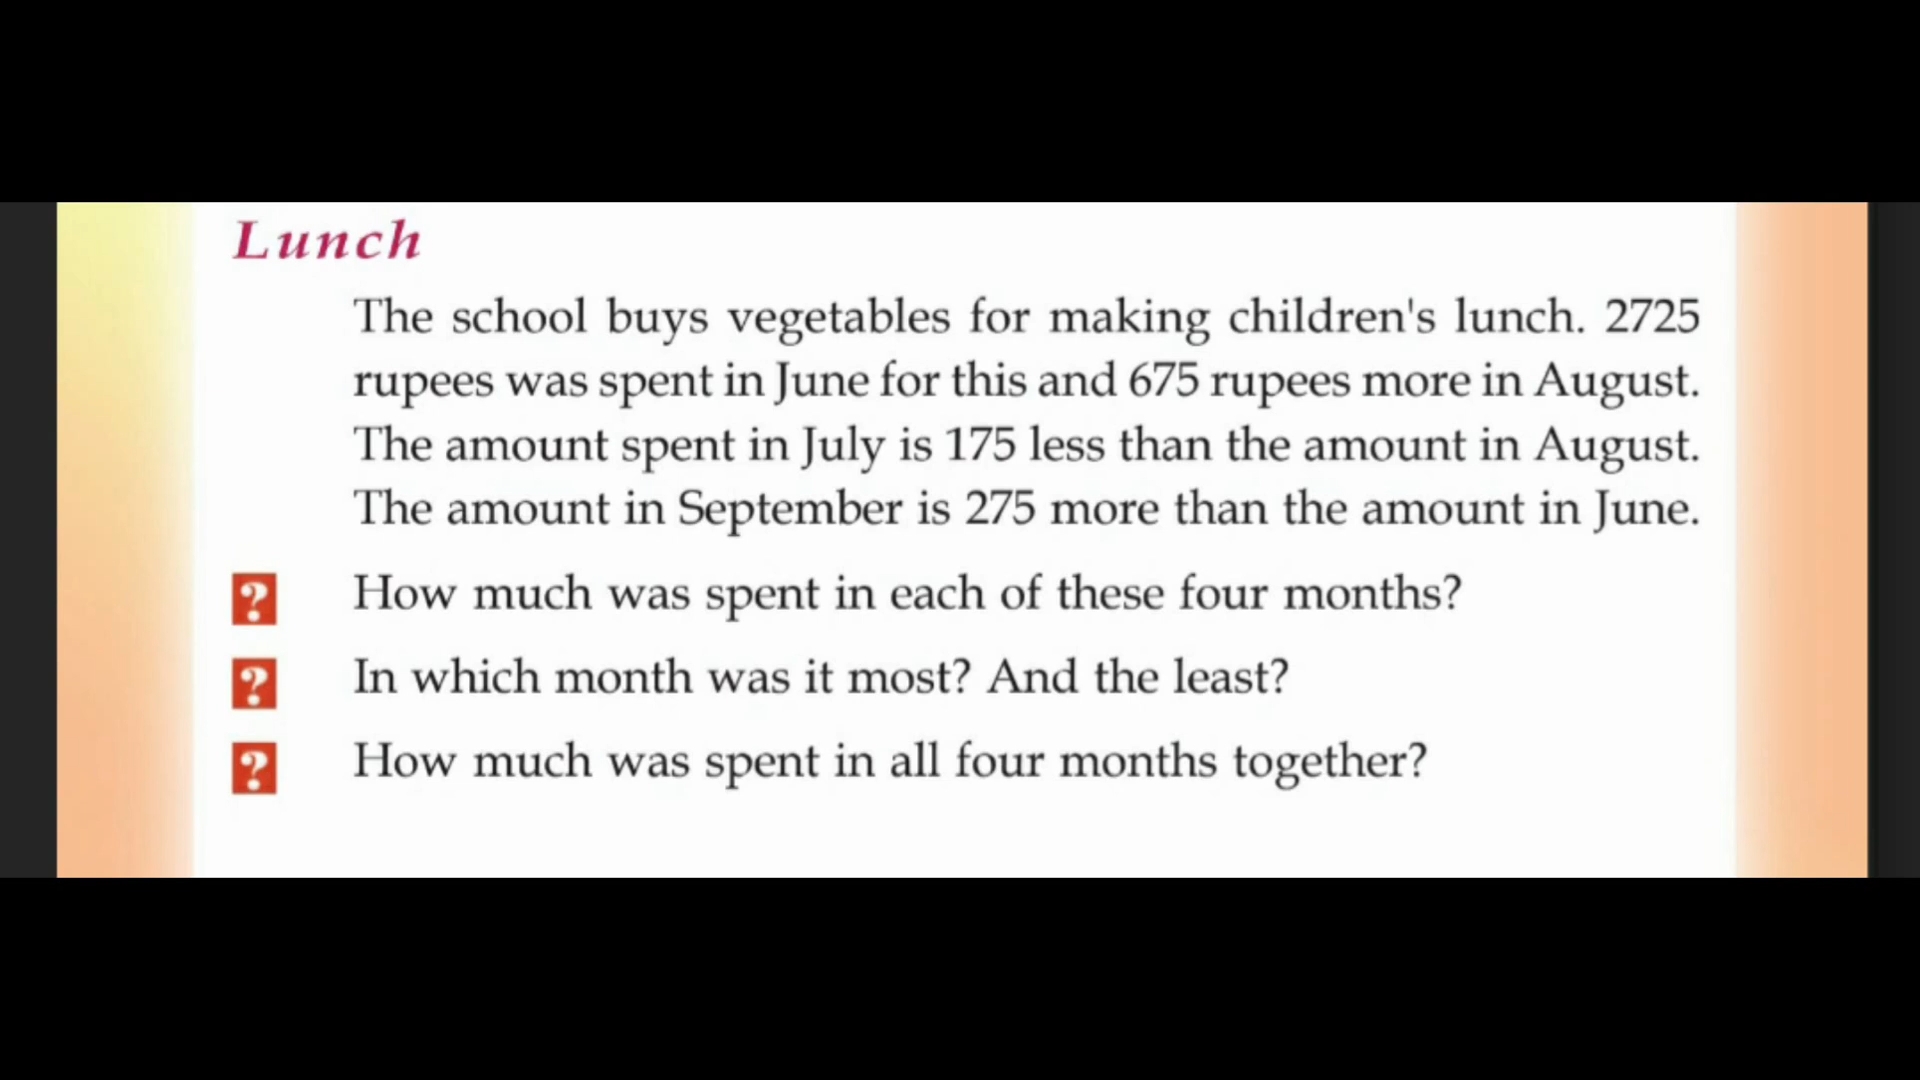 Lunch
The school buys vegetables for making children's lunch. 2725
rupees was spent in June for this and 675 rupees more in August.
The amount spent in July is 175 less than the amount in August.
The amount in September is 275 more than the amount in June.
? How much was spent in each of these four months?
? In which month was it most? And the least?
? How much was spent in all four months together?